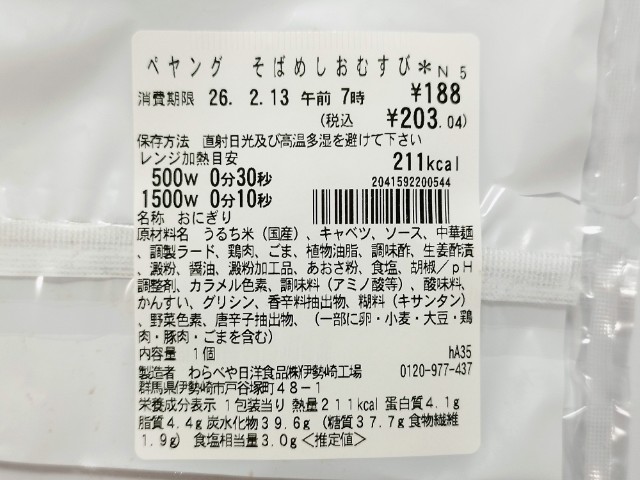 ペヤング そばめしおむすび＊Ｎ５
消費期限 26. 2.13 午前 7時 ¥188
(税込 ¥203.04)
保存方法 直射日光及び高温多湿を避けて下さい
レンジ加熱目安 211kcal
500W 0分30秒
1500W 0分10秒
2041592200544
名称 おにぎり
原材料名 うるち米（国産）、キャベツ、ソース、中華麺
、調製ラード、鶏肉、ごま、植物油脂、調味酢、生姜酢漬
、澱粉、醤油、澱粉加工品、あおさ粉、食塩、胡椒／ｐＨ
調整剤、カラメル色素、調味料（アミノ酸等）、酸味料、
かんすい、グリシン、香辛料抽出物、糊料（キサンタン）
、野菜色素、唐辛子抽出物、（一部に卵・小麦・大豆・鶏
肉・豚肉・ごまを含む）
内容量 １個 hA35
製造者 わらべや日洋食品㈱伊勢崎工場 0120-977-437
群馬県伊勢崎市戸谷塚町４８－１
栄養成分表示 １包装当り 熱量２１１kcal 蛋白質４.１g
脂質４.４g 炭水化物３９.６g （糖質３７.７g 食物繊維
１.９g） 食塩相当量３.０g＜推定値＞